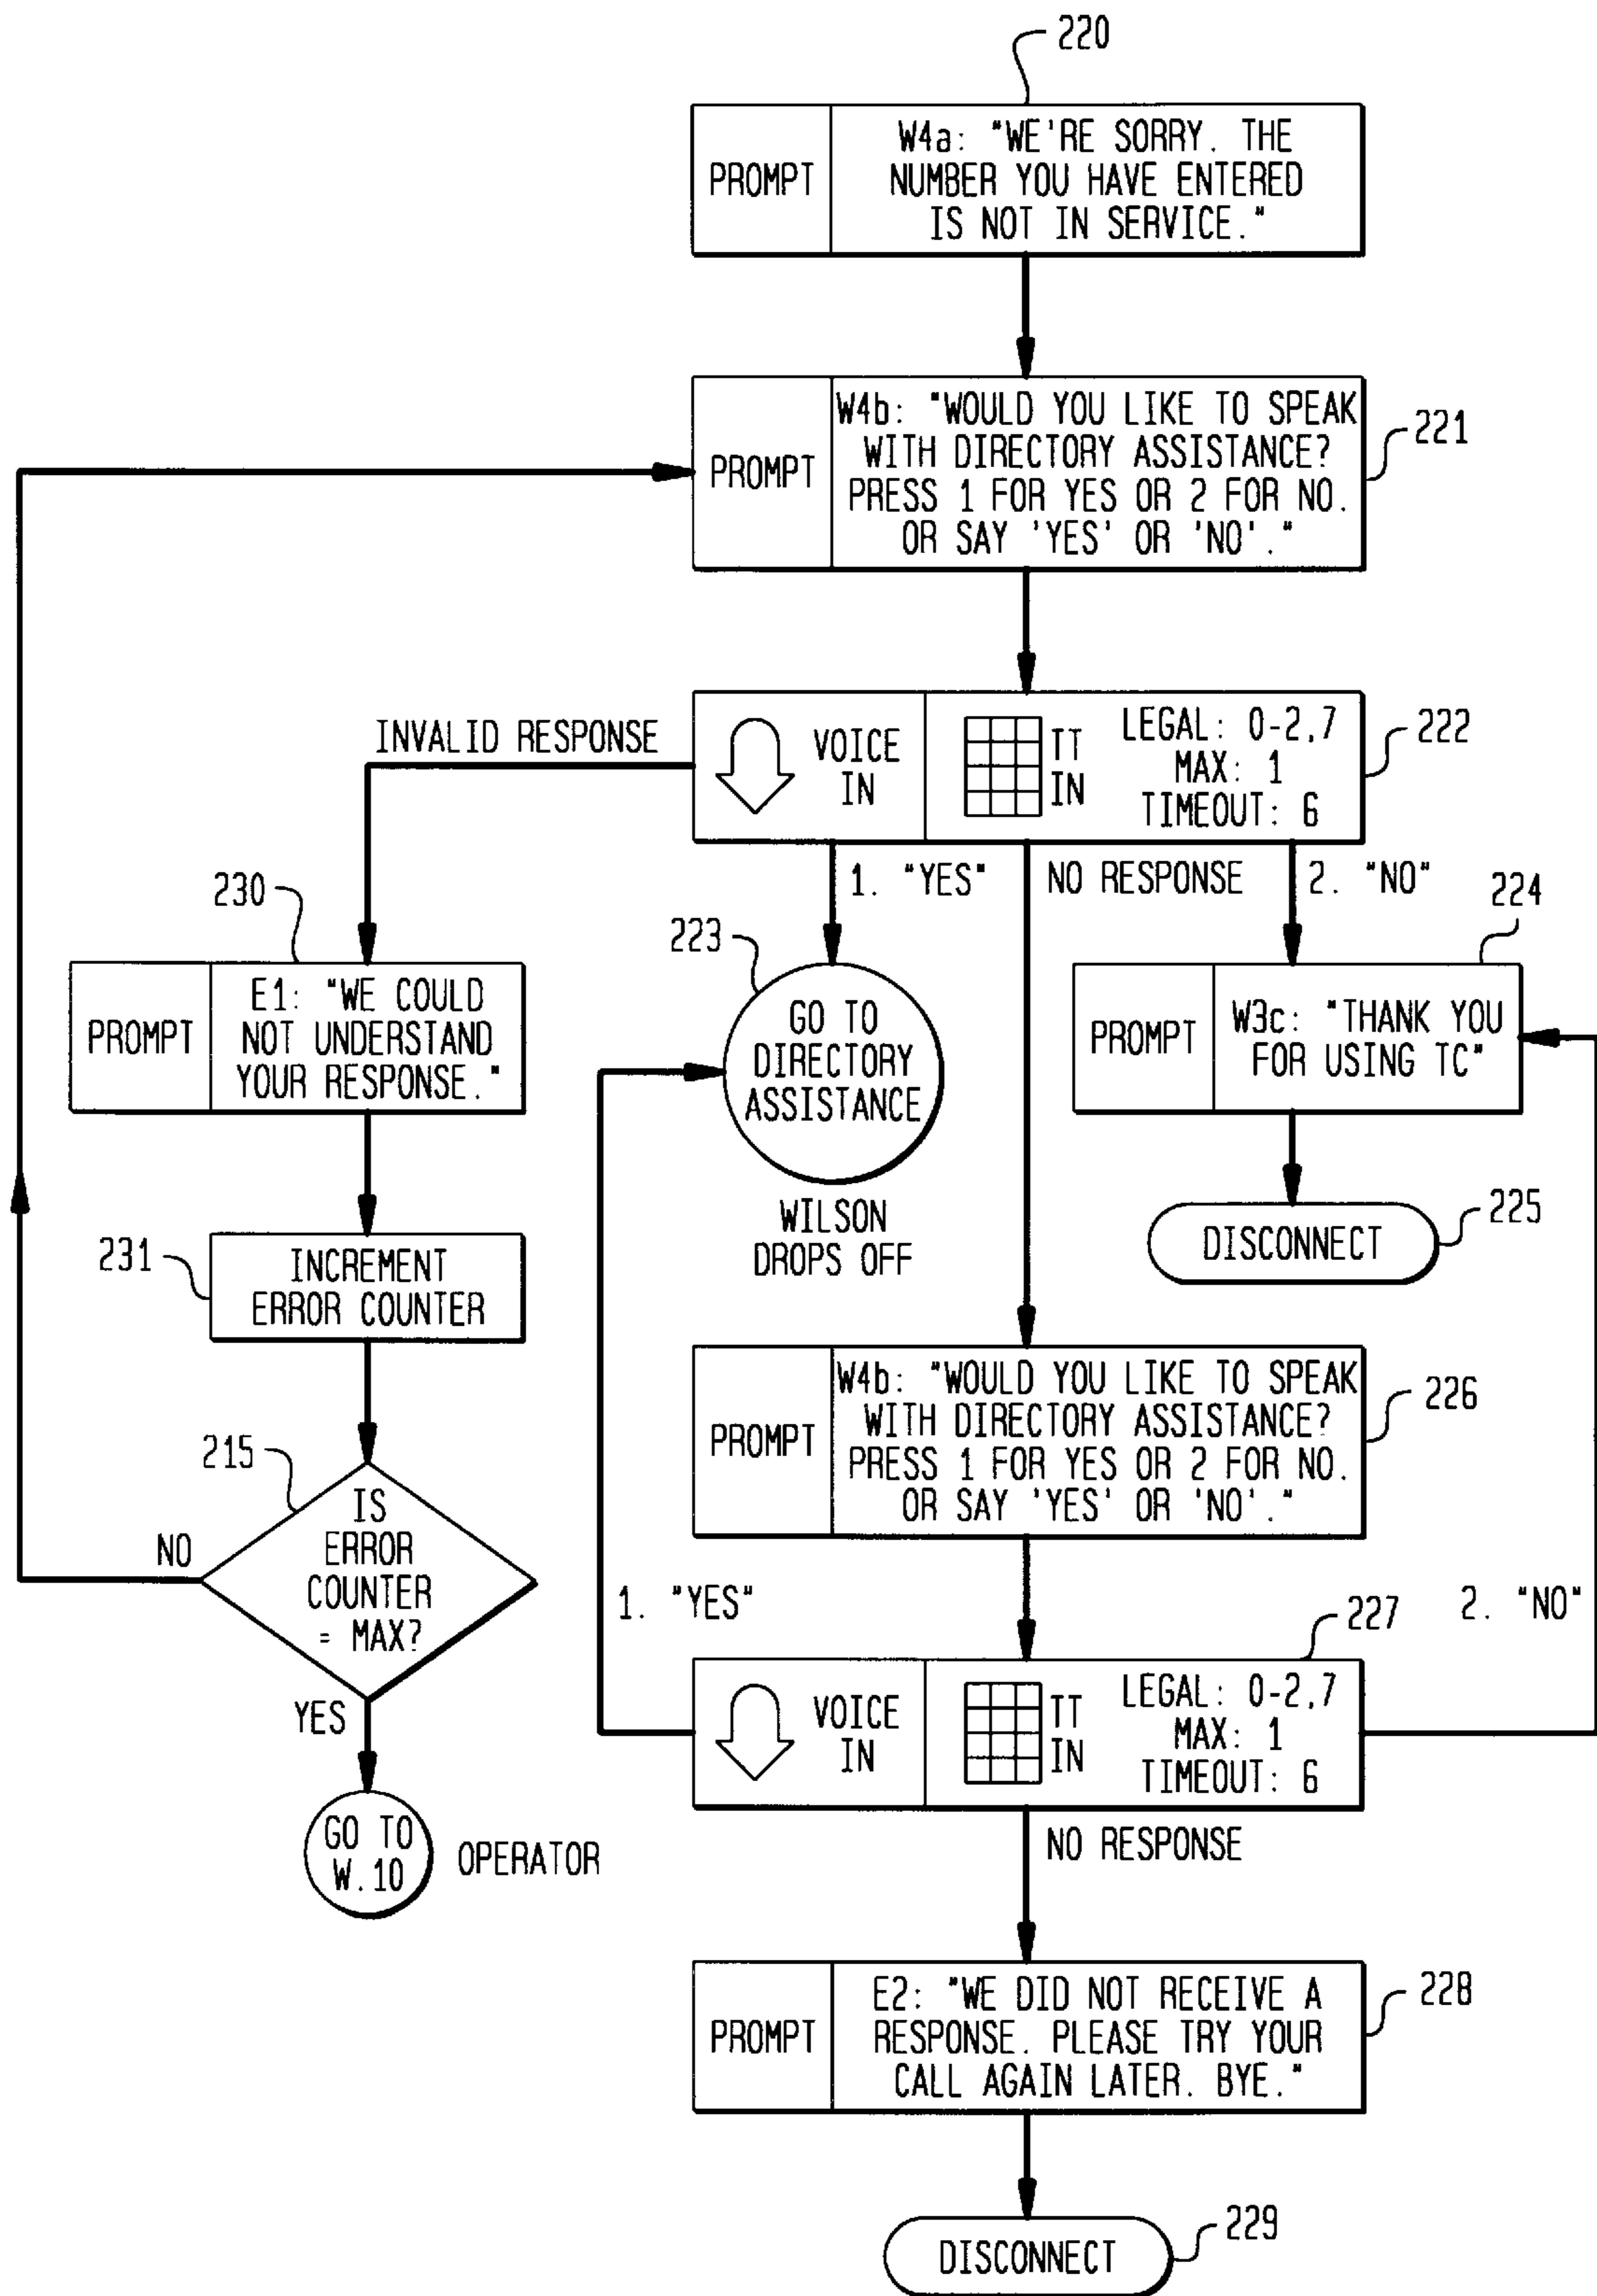 220
PROMPT
W4a: "WE'RE SORRY. THE
NUMBER YOU HAVE ENTERED
IS NOT IN SERVICE."
PROMPT
W4b: "WOULD YOU LIKE TO SPEAK
WITH DIRECTORY ASSISTANCE?
PRESS 1 FOR YES OR 2 FOR NO.
OR SAY 'YES' OR 'NO'."
221
INVALID RESPONSE
VOICE
IN
TT
IN
LEGAL: 0-2,7
MAX: 1
TIMEOUT: 6
222
1. "YES"
NO RESPONSE
2. "NO"
230
PROMPT
E1: "WE COULD
NOT UNDERSTAND
YOUR RESPONSE."
223
GO TO
DIRECTORY
ASSISTANCE
WILSON
DROPS OFF
224
PROMPT
W3c: "THANK YOU
FOR USING TC"
225
DISCONNECT
231
INCREMENT
ERROR COUNTER
PROMPT
W4b: "WOULD YOU LIKE TO SPEAK
WITH DIRECTORY ASSISTANCE?
PRESS 1 FOR YES OR 2 FOR NO.
OR SAY 'YES' OR 'NO'."
226
215
IS
ERROR
COUNTER
= MAX?
NO
YES
1. "YES"
227
2. "NO"
VOICE
IN
TT
IN
LEGAL: 0-2,7
MAX: 1
TIMEOUT: 6
GO TO
W.10
OPERATOR
NO RESPONSE
PROMPT
E2: "WE DID NOT RECEIVE A
RESPONSE. PLEASE TRY YOUR
CALL AGAIN LATER. BYE."
228
DISCONNECT
229